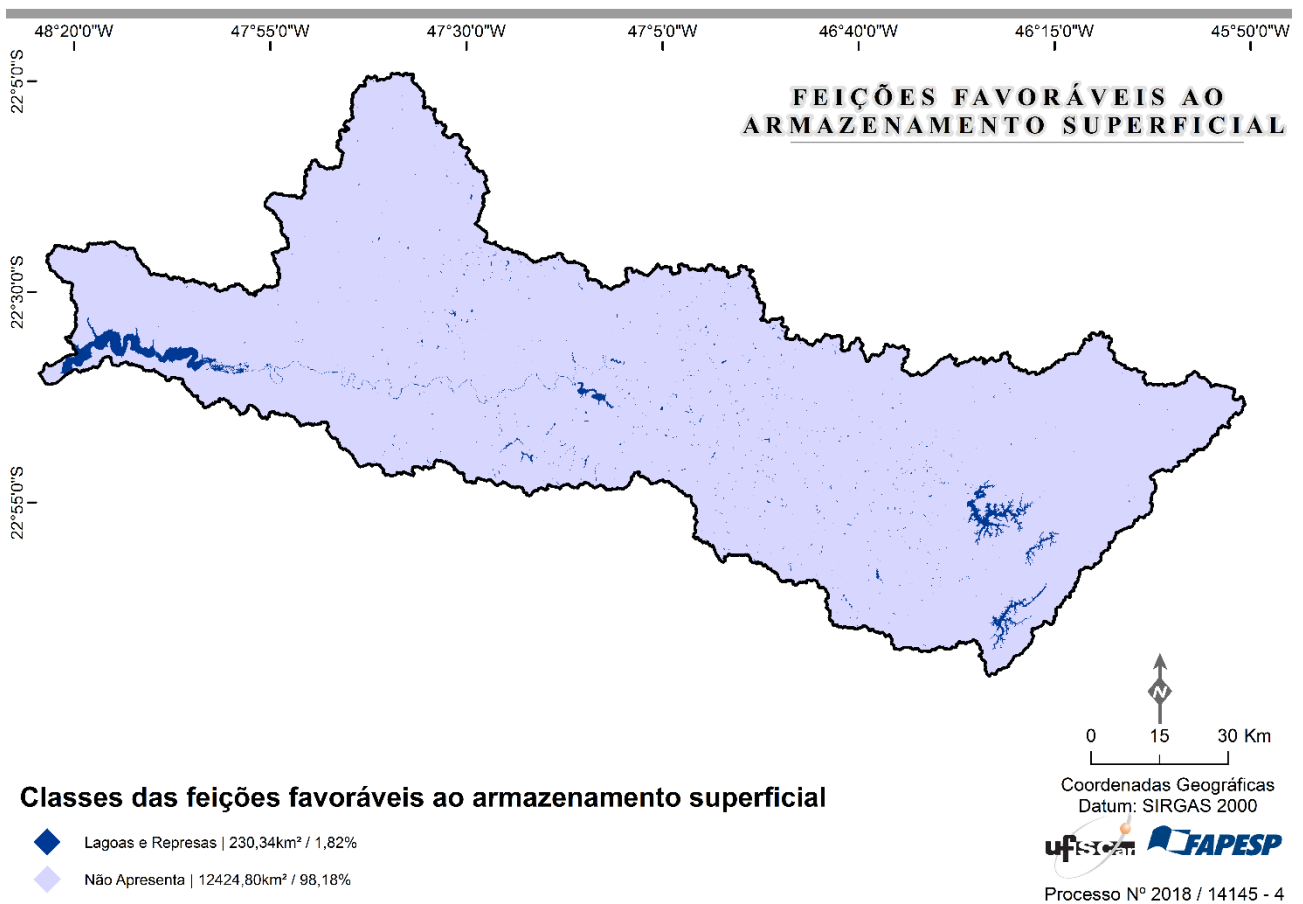 48°20'0"W 47°55'0"W 47°30'0"W 47°5'0"W 46°40'0"W 46°15'0"W 45°50'0"W
22°5'0"S
FEIÇÕES FAVORÁVEIS AO
ARMAZENAMENTO SUPERFICIAL
22°30'0"S
22°55'0"S
N
0 15 30 Km
Coordenadas Geográficas
Datum: SIRGAS 2000
Classes das feições favoráveis ao armazenamento superficial
Lagoas e Represas | 230,34km² / 1,82%
Não Apresenta | 12424,80km² / 98,18%
ufscar FAPESP
Processo Nº 2018 / 14145 - 4